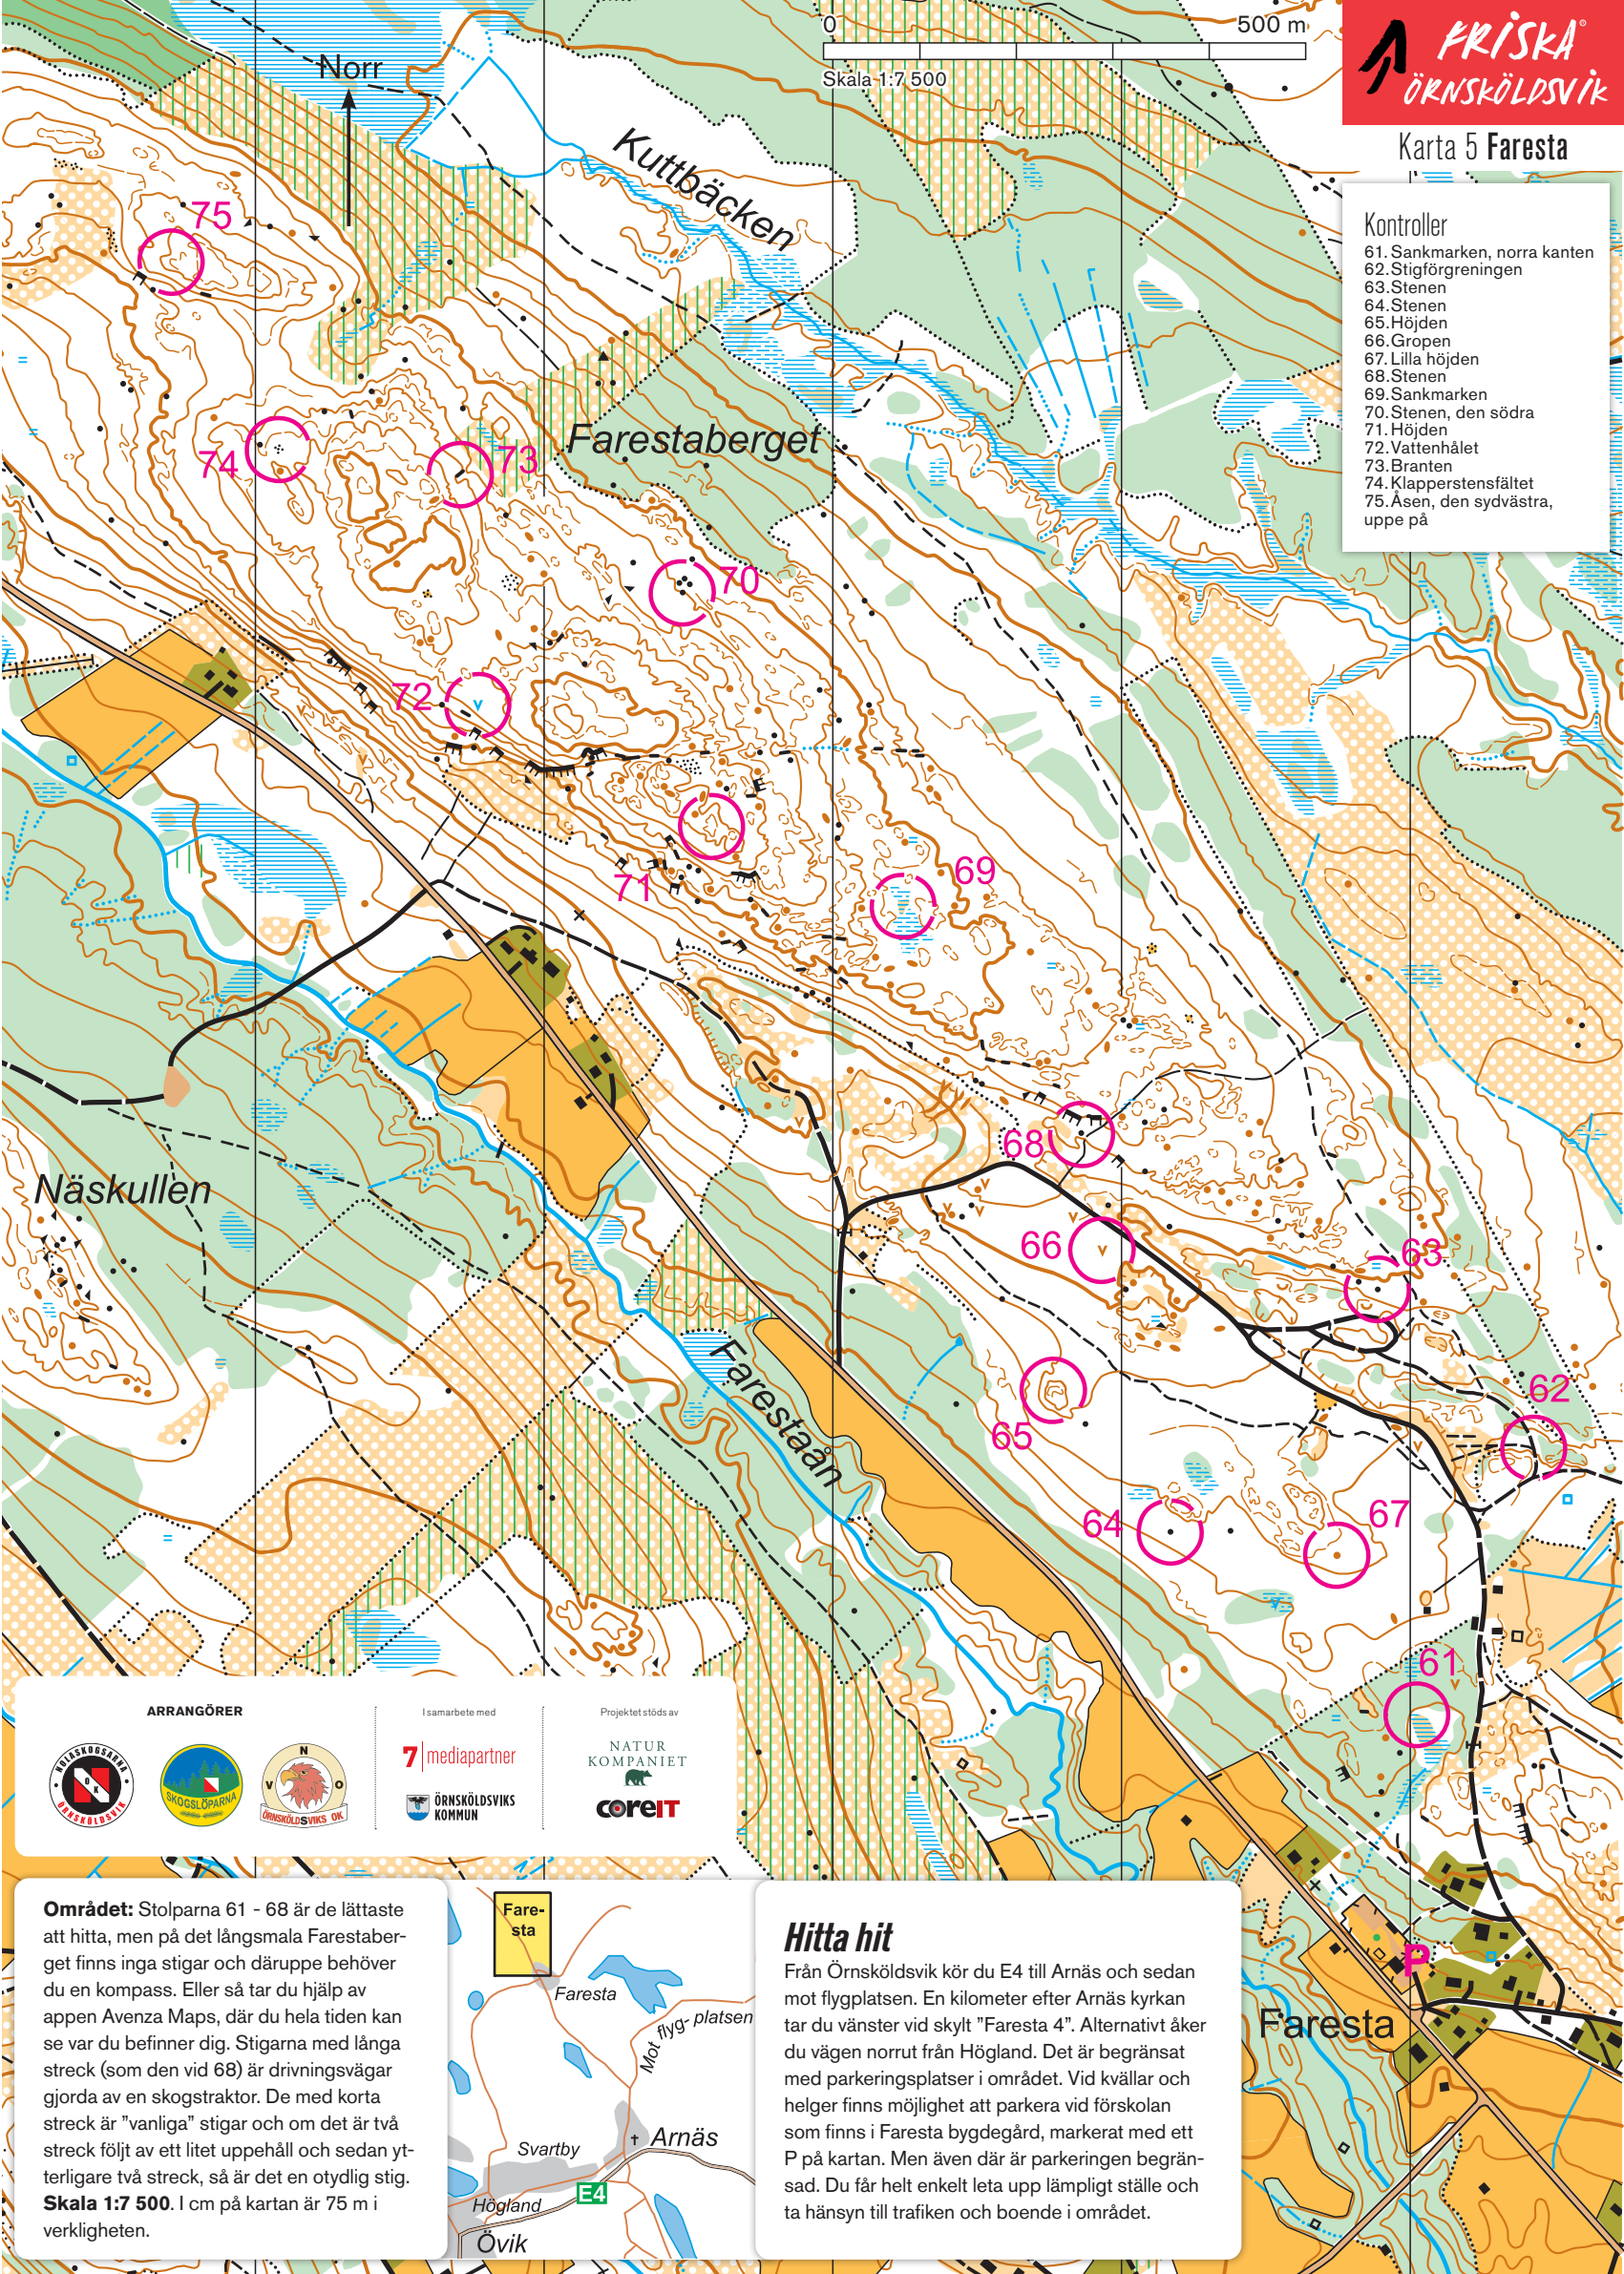 0
500 m
Skala 1:7 500
FRISKA
ÖRNSKÖLDSVIK
Karta 5 Faresta
Norr
Kuttbäcken
Kontroller
61. Sankmarken, norra kanten
62. Stigförgreningen
63. Stenen
64. Stenen
65. Höjden
66. Gropen
67. Lilla höjden
68. Stenen
69. Sankmarken
70. Stenen, den södra
71. Höjden
72. Vattenhålet
73. Branten
74. Klapperstensfältet
75. Åsen, den sydvästra,
uppe på
75
74
73
Farestaberget
70
72
71
69
68
Näskullen
66
63
Farestaån
65
62
64
67
61
P
Faresta
ARRANGÖRER
I samarbete med
Projektet stöds av
NOLASKOGSARNA
OK
ÖRNSKÖLDSVIK
SKOGSLÖPARNA
N
V
O
ÖRNSKÖLDSVIKS OK
7 mediapartner
ÖRNSKÖLDSVIKS
KOMMUN
NATUR
KOMPANIET
coreIT
Området: Stolparna 61 - 68 är de lättaste
att hitta, men på det långsmala Farestaber-
get finns inga stigar och däruppe behöver
du en kompass. Eller så tar du hjälp av
appen Avenza Maps, där du hela tiden kan
se var du befinner dig. Stigarna med långa
streck (som den vid 68) är drivningsvägar
gjorda av en skogstraktor. De med korta
streck är ”vanliga” stigar och om det är två
streck följt av ett litet uppehåll och sedan yt-
terligare två streck, så är det en otydlig stig.
Skala 1:7 500. I cm på kartan är 75 m i
verkligheten.
Fare-
sta
Faresta
Mot flyg- platsen
Svartby
Arnäs
E4
Högland
Övik
Hitta hit
Från Örnsköldsvik kör du E4 till Arnäs och sedan
mot flygplatsen. En kilometer efter Arnäs kyrkan
tar du vänster vid skylt ”Faresta 4”. Alternativt åker
du vägen norrut från Högland. Det är begränsat
med parkeringsplatser i området. Vid kvällar och
helger finns möjlighet att parkera vid förskolan
som finns i Faresta bygdegård, markerat med ett
P på kartan. Men även där är parkeringen begrän-
sad. Du får helt enkelt leta upp lämpligt ställe och
ta hänsyn till trafiken och boende i området.